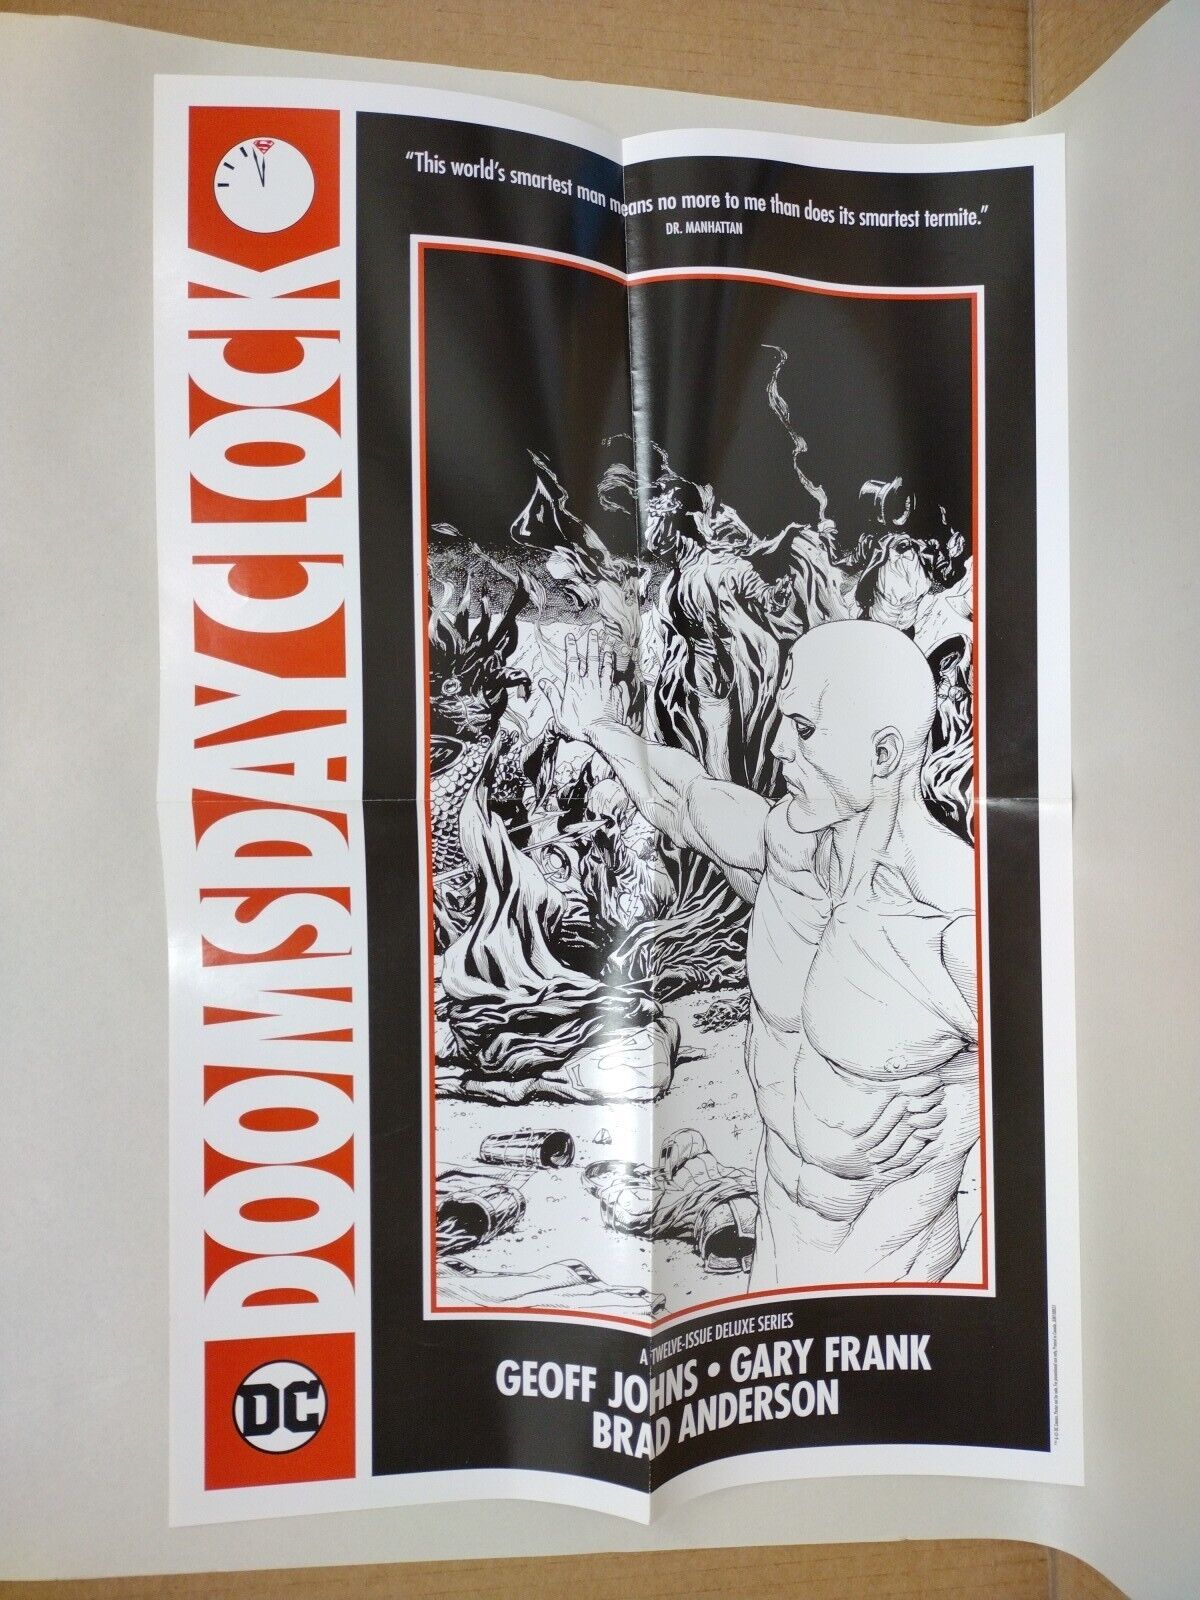 DOOMSDAY CLOCK
"This world's smartest man means no more to me than does its smartest termite."
DR. MANHATTAN
A TWELVE-ISSUE DELUXE SERIES
GEOFF JOHNS • GARY FRANK
BRAD ANDERSON
DC